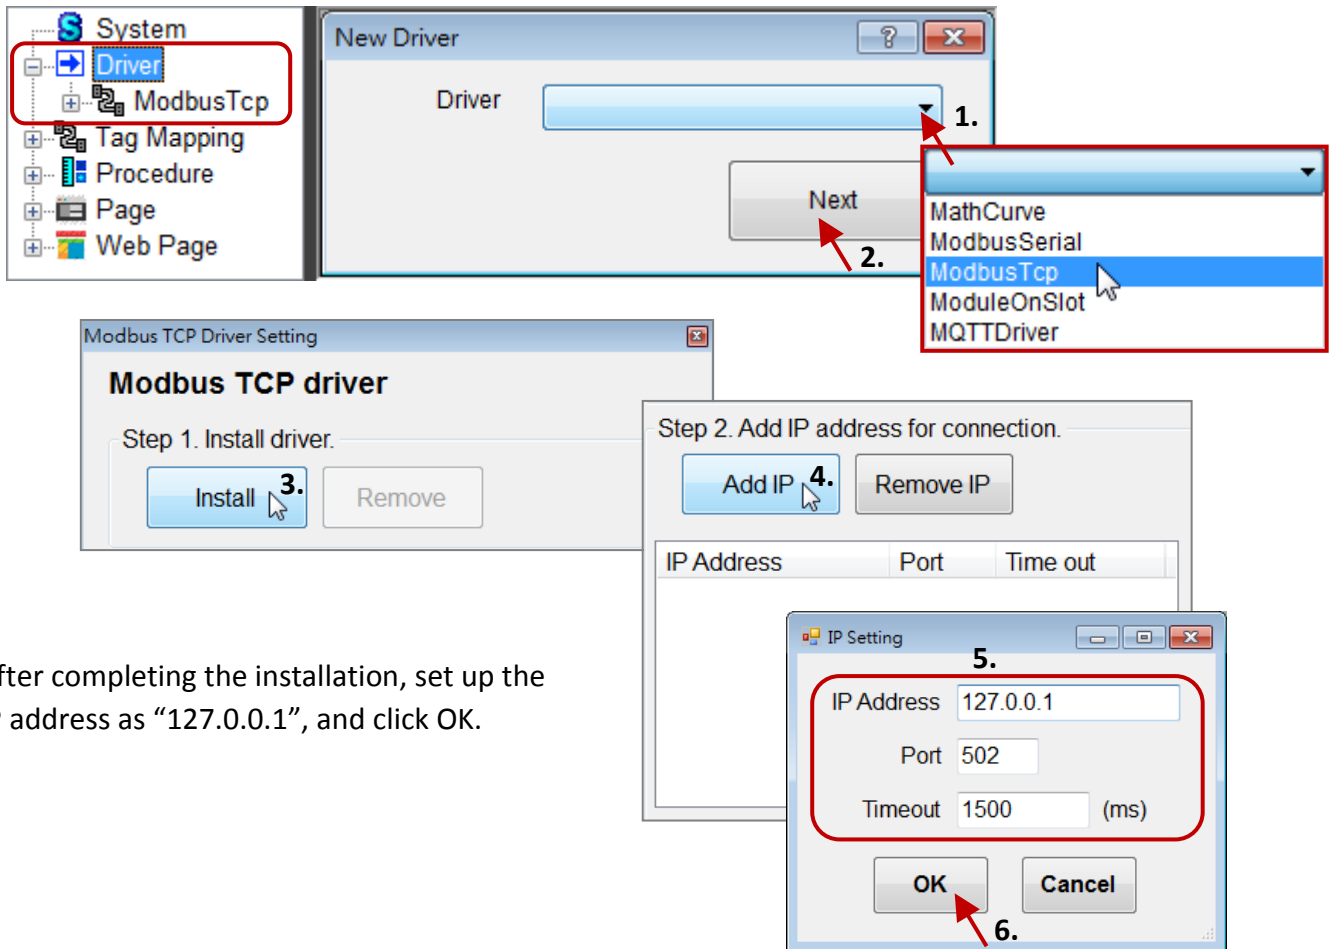 System
Driver
ModbusTcp
Tag Mapping
Procedure
Page
Web Page
New Driver
?
Driver
1.
Next
2.
MathCurve
ModbusSerial
ModbusTcp
ModuleOnSlot
MQTTDriver
Modbus TCP Driver Setting
Modbus TCP driver
Step 1. Install driver.
Install 3. Remove
Step 2. Add IP address for connection.
Add IP 4. Remove IP
IP Address Port Time out
fter completing the installation, set up the
address as “127.0.0.1”, and click OK.
IP Setting
5.
IP Address 127.0.0.1
Port 502
Timeout 1500 (ms)
OK Cancel
6.